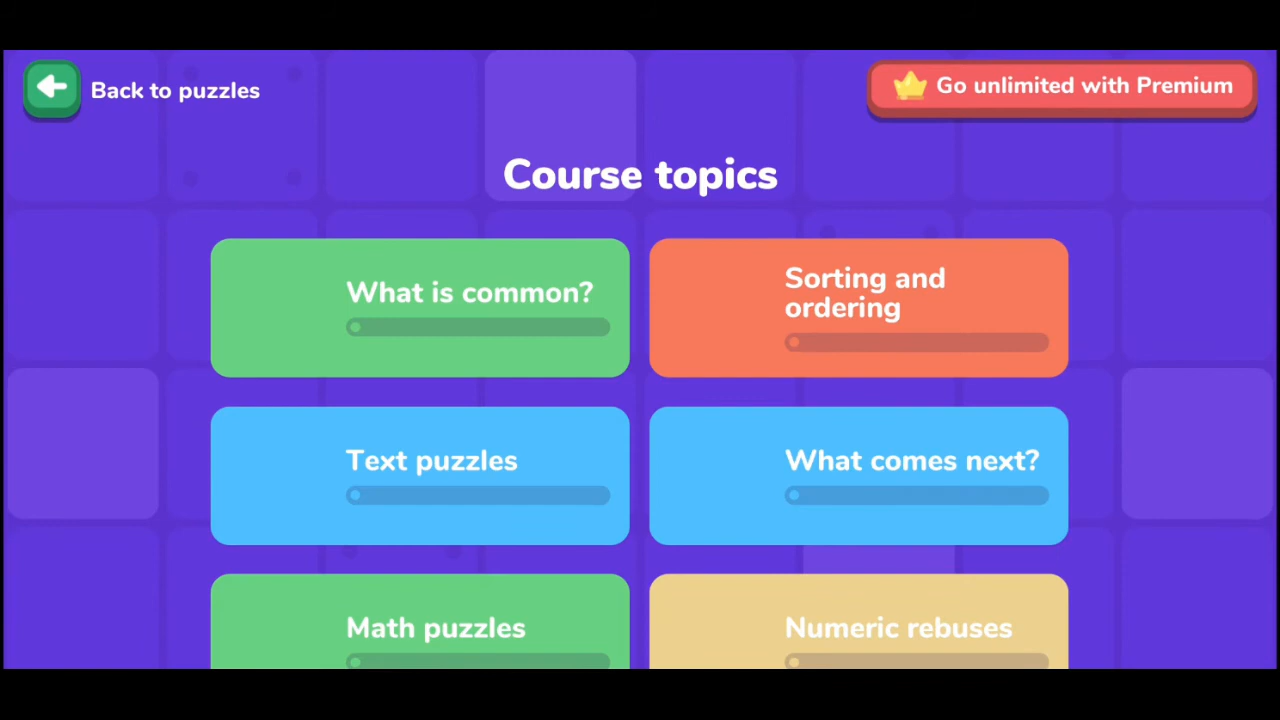 Back to puzzles
Go unlimited with Premium
Course topics
What is common?
Sorting and
ordering
Text puzzles
What comes next?
Math puzzles
Numeric rebuses